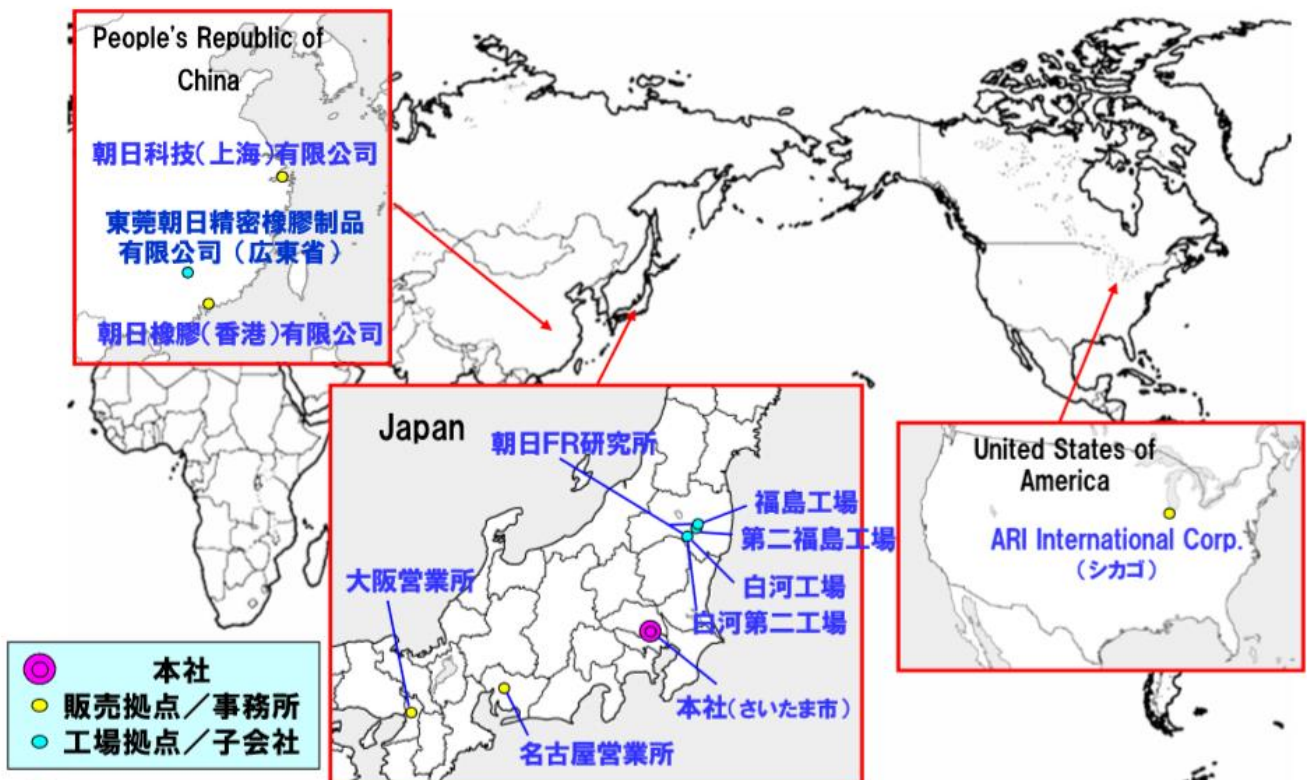 People's Republic of
China
朝日科技(上海)有限公司
東莞朝日精密橡膠制品
有限公司（広東省）
朝日橡膠(香港)有限公司
Japan
朝日FR研究所
福島工場
第二福島工場
白河工場
白河第二工場
大阪営業所
本社(さいたま市)
名古屋営業所
United States of
America
ARI International Corp.
(シカゴ)
本社
販売拠点／事務所
工場拠点／子会社